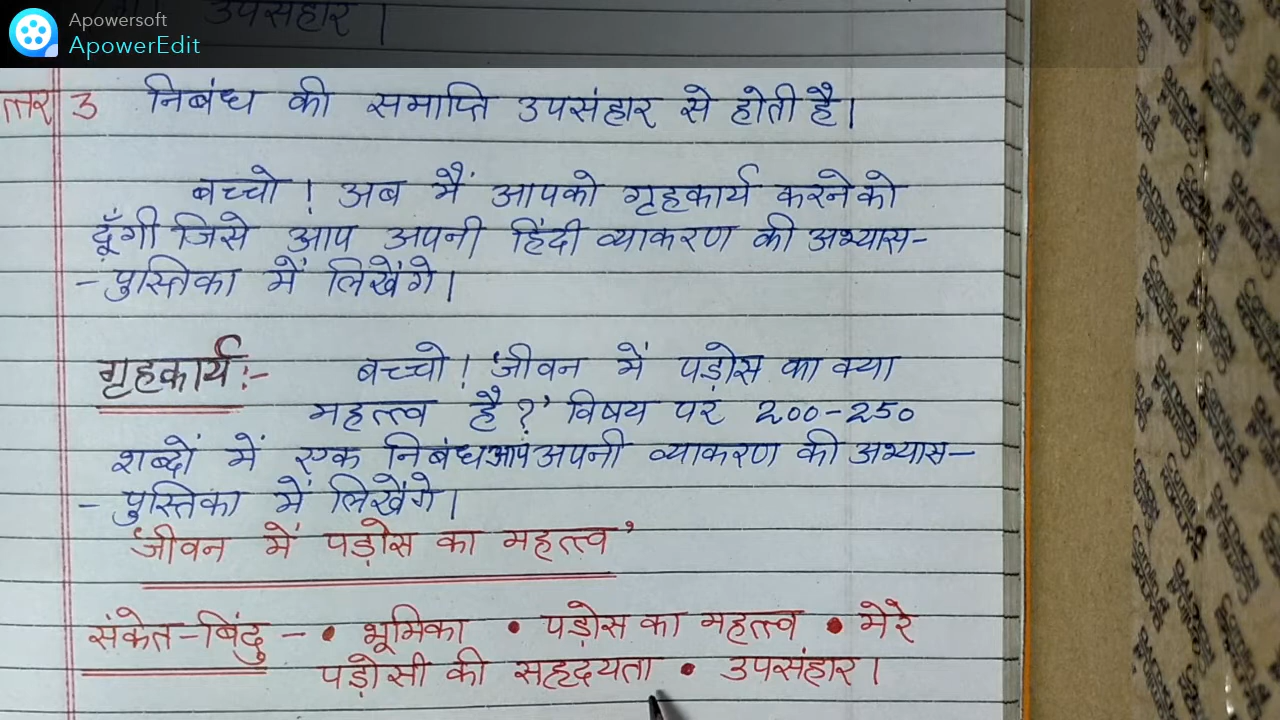 Apowersoft
ApowerEdit
उपसंहार।
त्तर 3 निबंध की समाप्ति उपसंहार से होती है।
बच्चो! अब मैं आपको गृहकार्य करने को
दूँगी जिसे आप अपनी हिंदी व्याकरण की अभ्यास-
-पुस्तिका में लिखेंगे।
गृहकार्य:- बच्चो! 'जीवन में पड़ोस का क्या
महत्त्व है?' विषय पर 200-250
शब्दों में एक निबंध आप अपनी व्याकरण की अभ्यास-
-पुस्तिका में लिखेंगे।
'जीवन में पड़ोस का महत्त्व'
संकेत-बिंदु - • भूमिका • पड़ोस का महत्त्व • मेरे
पड़ोसी की सहृदयता • उपसंहार।